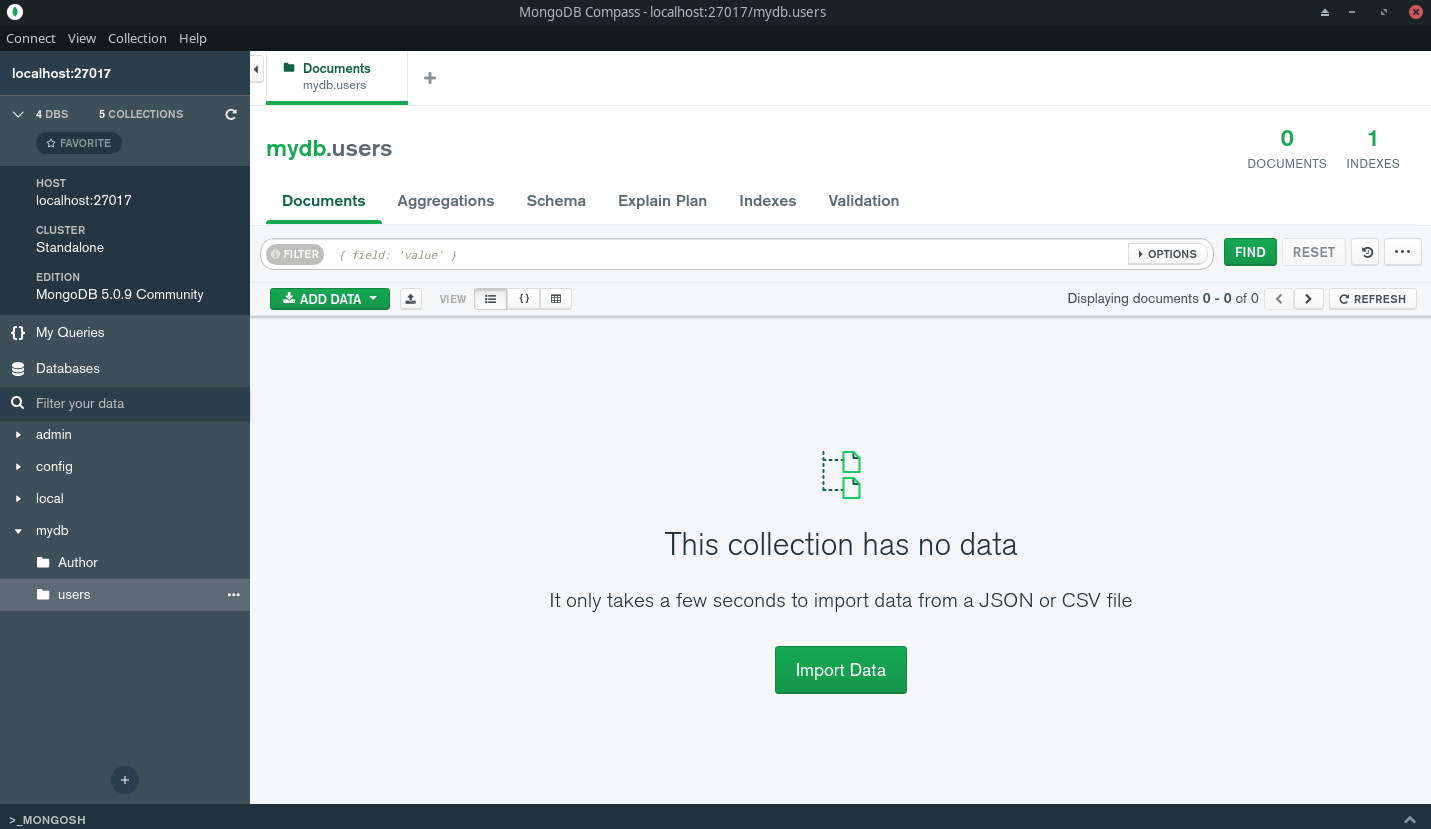 MongoDB Compass - localhost:27017/mydb.users
Connect View Collection Help
localhost:27017
4 DBS 5 COLLECTIONS
FAVORITE
HOST
localhost:27017
CLUSTER
Standalone
EDITION
MongoDB 5.0.9 Community
{} My Queries
Databases
Filter your data
admin
config
local
mydb
Author
users •••
+
Documents
mydb.users
+
mydb.users
0
DOCUMENTS
1
INDEXES
Documents Aggregations Schema Explain Plan Indexes Validation
FILTER { field: 'value' } OPTIONS FIND RESET •••
ADD DATA VIEW {} Displaying documents 0 - 0 of 0 < > REFRESH
This collection has no data
It only takes a few seconds to import data from a JSON or CSV file
Import Data
>_MONGOSH